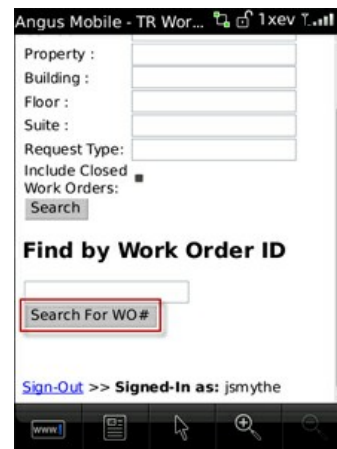 Angus Mobile - TR Wor... 1xev
Property :
Building :
Floor :
Suite :
Request Type:
Include Closed
Work Orders:
Search
Find by Work Order ID
Search For WO#
Sign-Out >> Signed-In as: jsmythe
www